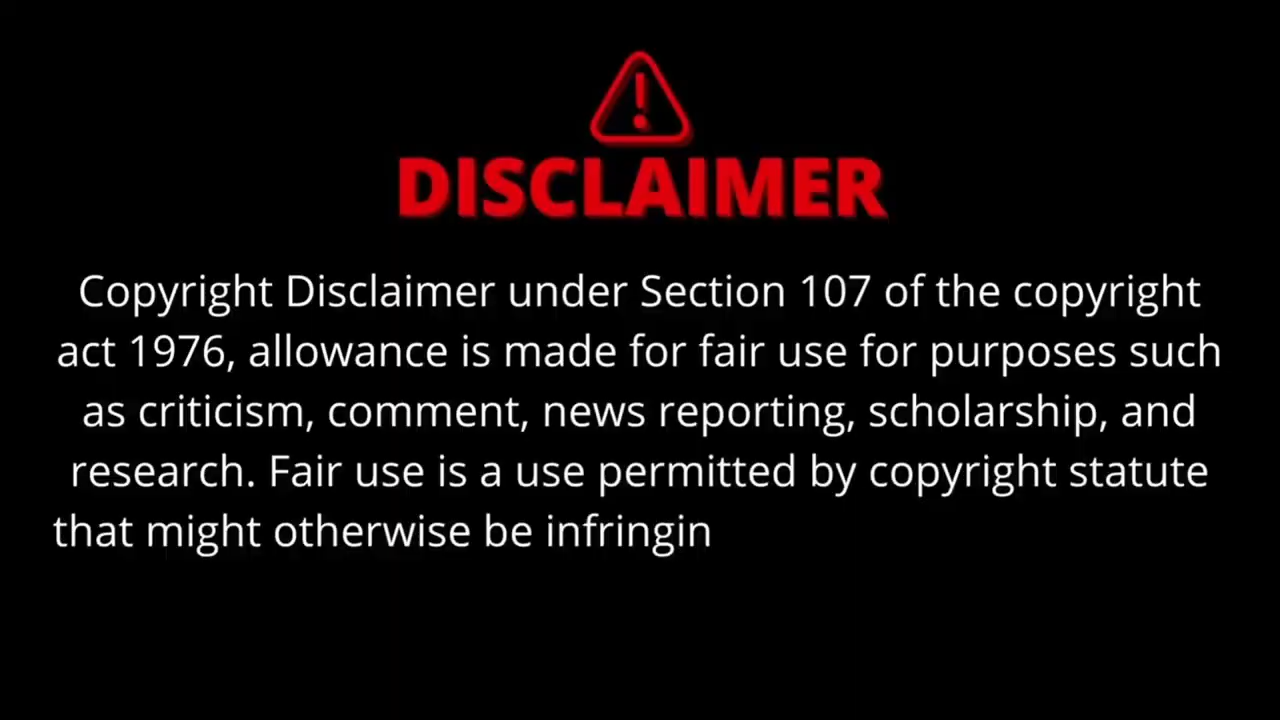 DISCLAIMER
Copyright Disclaimer under Section 107 of the copyright
act 1976, allowance is made for fair use for purposes such
as criticism, comment, news reporting, scholarship, and
research. Fair use is a use permitted by copyright statute
that might otherwise be infringin